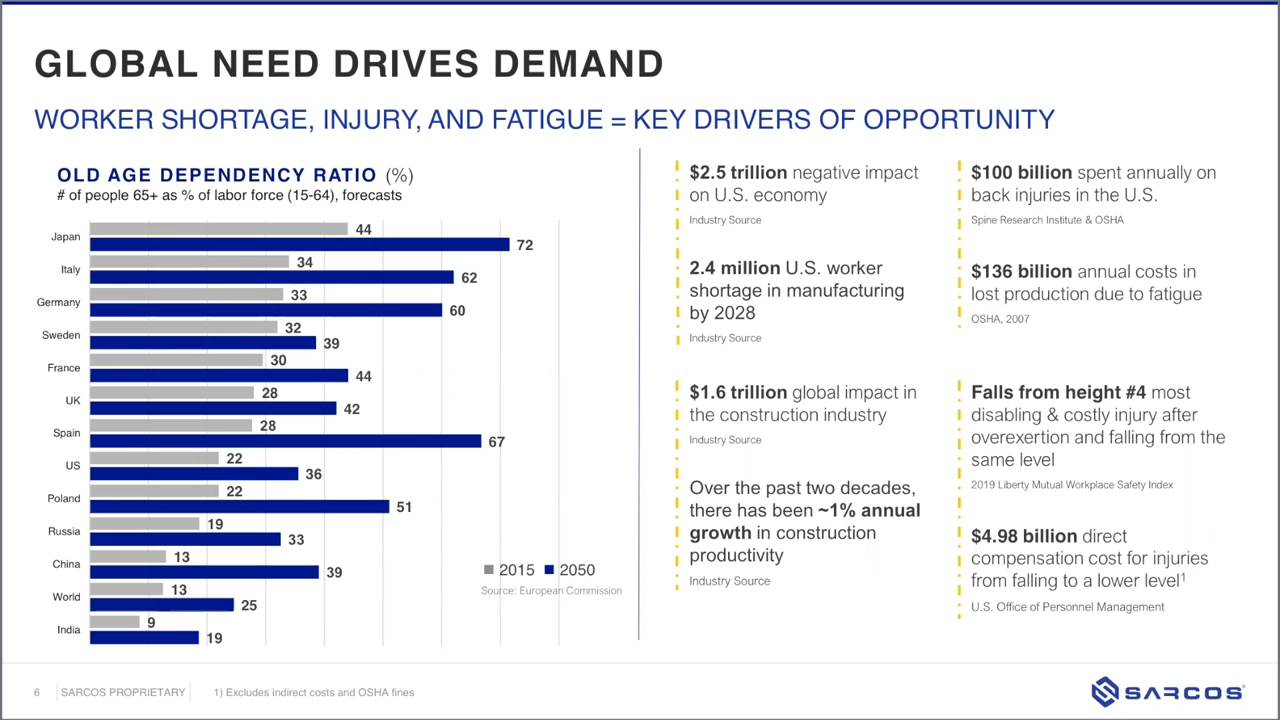 GLOBAL NEED DRIVES DEMAND
WORKER SHORTAGE, INJURY, AND FATIGUE = KEY DRIVERS OF OPPORTUNITY
OLD AGE DEPENDENCY RATIO (%)
# of people 65+ as % of labor force (15-64), forecasts
Japan
44
72
Italy
34
62
Germany
33
60
Sweden
32
39
France
30
44
UK
28
42
Spain
28
67
US
22
36
Poland
22
51
Russia
19
33
China
13
39
World
13
25
India
9
19
2015 2050
Source: European Commission
$2.5 trillion negative impact
on U.S. economy
Industry Source
2.4 million U.S. worker
shortage in manufacturing
by 2028
Industry Source
$1.6 trillion global impact in
the construction industry
Industry Source
Over the past two decades,
there has been ~1% annual
growth in construction
productivity
Industry Source
$100 billion spent annually on
back injuries in the U.S.
Spine Research Institute & OSHA
$136 billion annual costs in
lost production due to fatigue
OSHA, 2007
Falls from height #4 most
disabling & costly injury after
overexertion and falling from the
same level
2019 Liberty Mutual Workplace Safety Index
$4.98 billion direct
compensation cost for injuries
from falling to a lower level¹
U.S. Office of Personnel Management
6 SARCOS PROPRIETARY 1) Excludes indirect costs and OSHA fines
SARCOS